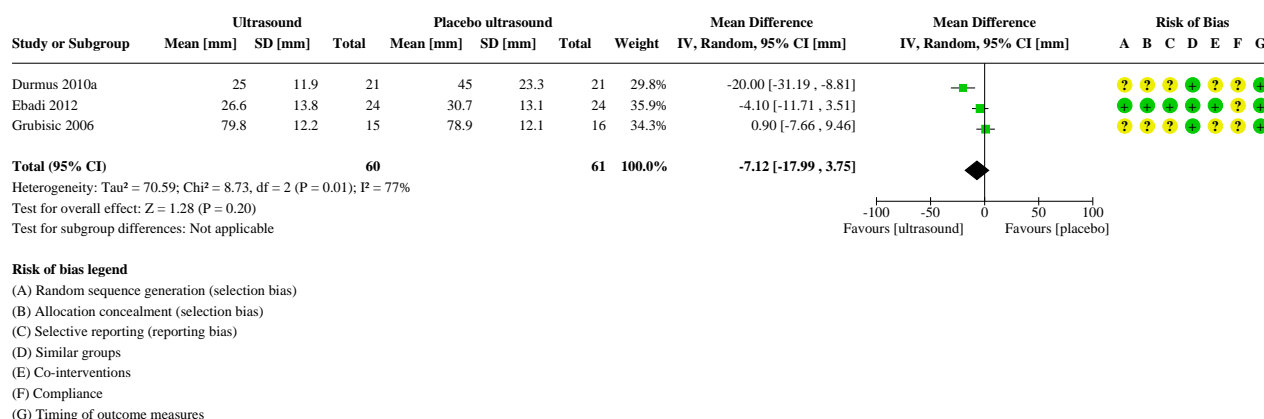 Ultrasound Placebo ultrasound Mean Difference Mean Difference Risk of Bias
Study or Subgroup Mean [mm] SD [mm] Total Mean [mm] SD [mm] Total Weight IV, Random, 95% CI [mm] IV, Random, 95% CI [mm] A B C D E F G
Durmus 2010a 25 11.9 21 45 23.3 21 29.8% -20.00 [-31.19 , -8.81] ? ? ? + ? ? +
Ebadi 2012 26.6 13.8 24 30.7 13.1 24 35.9% -4.10 [-11.71 , 3.51] + + + + + ? +
Grubisic 2006 79.8 12.2 15 78.9 12.1 16 34.3% 0.90 [-7.66 , 9.46] ? ? ? + ? ? +
Total (95% CI) 60 61 100.0% -7.12 [-17.99 , 3.75]
Heterogeneity: Tau² = 70.59; Chi² = 8.73, df = 2 (P = 0.01); I² = 77%
Test for overall effect: Z = 1.28 (P = 0.20)
Test for subgroup differences: Not applicable
-100 -50 0 50 100
Favours [ultrasound] Favours [placebo]
Risk of bias legend
(A) Random sequence generation (selection bias)
(B) Allocation concealment (selection bias)
(C) Selective reporting (reporting bias)
(D) Similar groups
(E) Co-interventions
(F) Compliance
(G) Timing of outcome measures